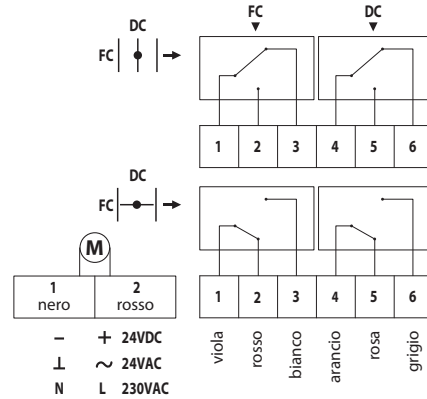 FC DC
DC
FC
1 2 3 4 5 6
DC
FC
M
1 2
nero rosso
1 2 3 4 5 6
− + 24VDC
⊥ ~ 24VAC
N L 230VAC
viola
rosso
bianco
arancio
rosa
grigio